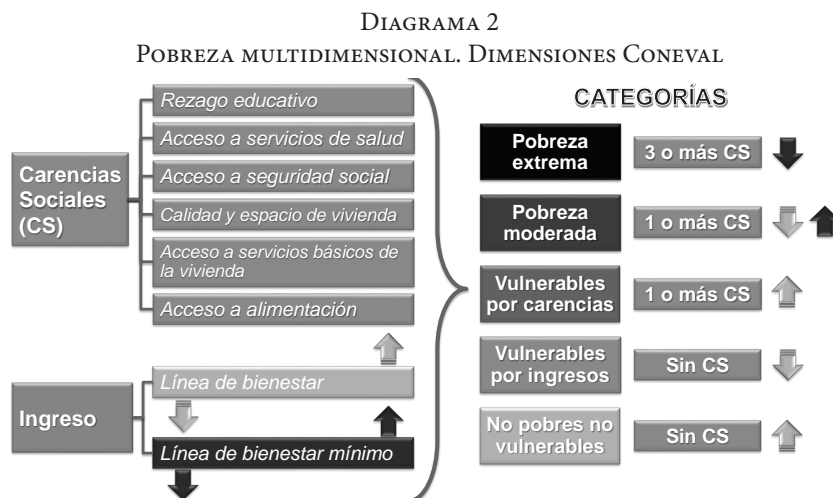 Diagrama 2
Pobreza multidimensional. Dimensiones Coneval
Carencias
Sociales
(CS)
Rezago educativo
Acceso a servicios de salud
Acceso a seguridad social
Calidad y espacio de vivienda
Acceso a servicios básicos de
la vivienda
Acceso a alimentación
Ingreso
Línea de bienestar
Línea de bienestar mínimo
CATEGORÍAS
Pobreza
extrema
3 o más CS
Pobreza
moderada
1 o más CS
Vulnerables
por carencias
1 o más CS
Vulnerables
por ingresos
Sin CS
No pobres no
vulnerables
Sin CS